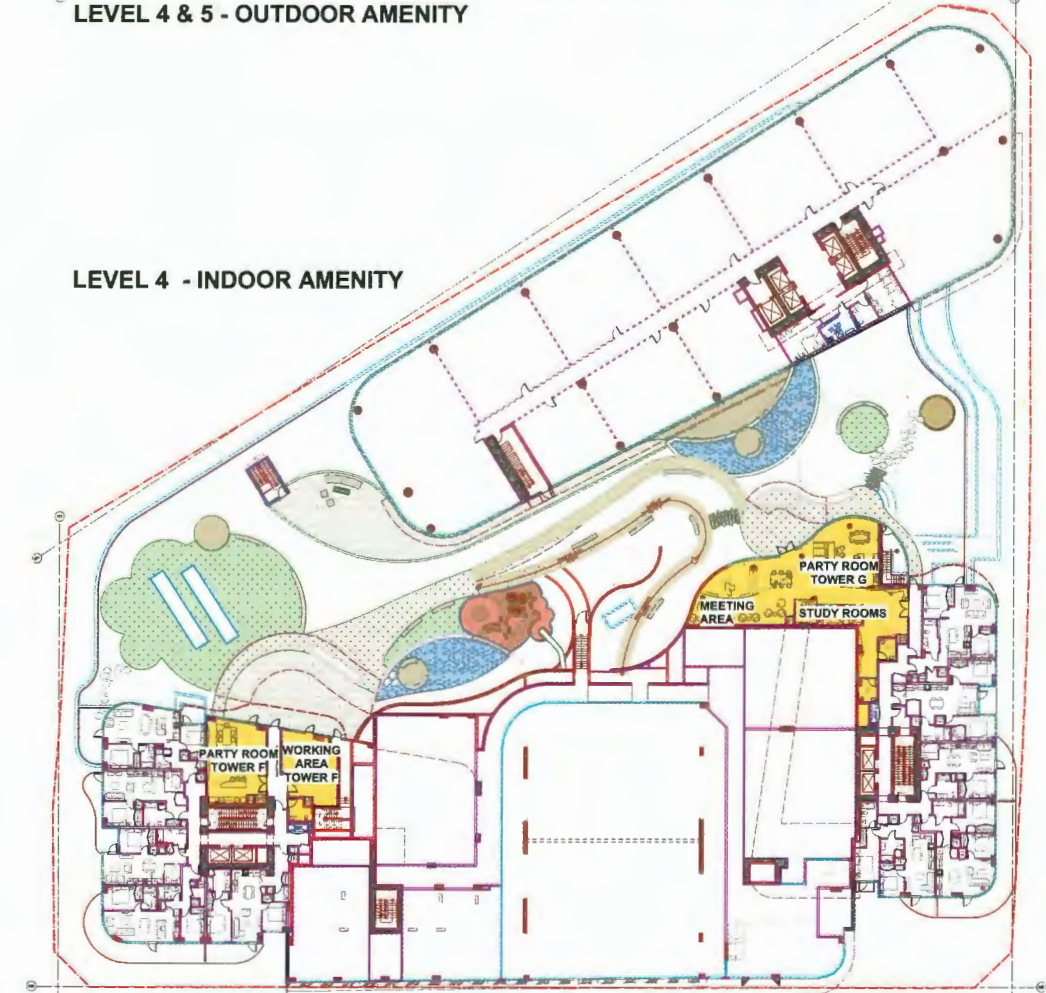 LEVEL 4 & 5 - OUTDOOR AMENITY
LEVEL 4 - INDOOR AMENITY
PARTY ROOM
TOWER G
MEETING
AREA
STUDY ROOMS
PARTY ROOM
TOWER F
WORKING
AREA
TOWER F